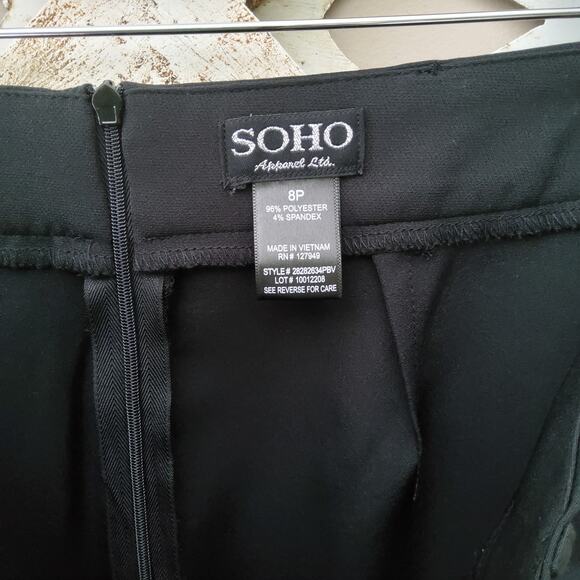 SOHO
Apparel Ltd.
8P
96% POLYESTER
4% SPANDEX
MADE IN VIETNAM
RN# 127949
STYLE# 28282634PBV
LOT# 10012208
SEE REVERSE FOR CARE